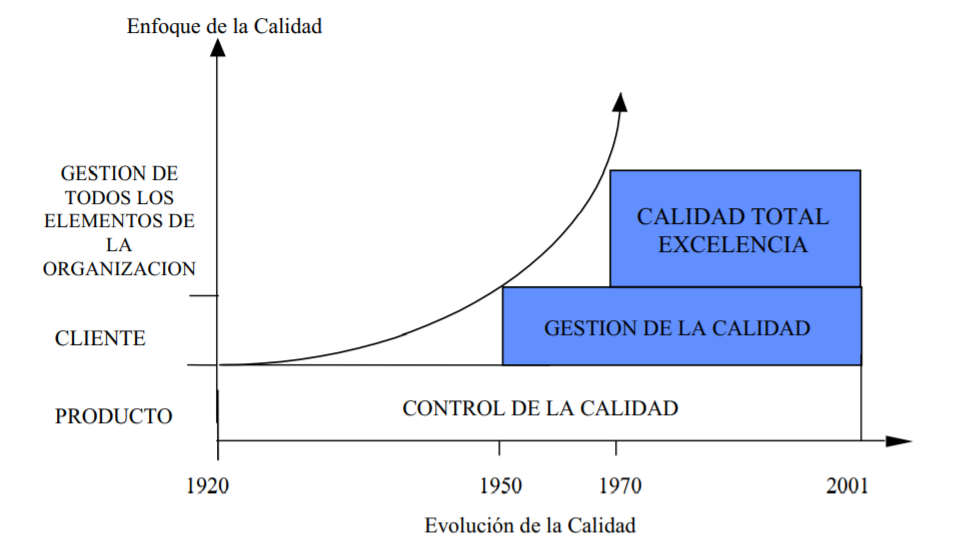 Enfoque de la Calidad
GESTION DE
TODOS LOS
ELEMENTOS DE
LA
ORGANIZACION
CALIDAD TOTAL
EXCELENCIA
CLIENTE
GESTION DE LA CALIDAD
PRODUCTO
CONTROL DE LA CALIDAD
1920
1950
1970
2001
Evolución de la Calidad